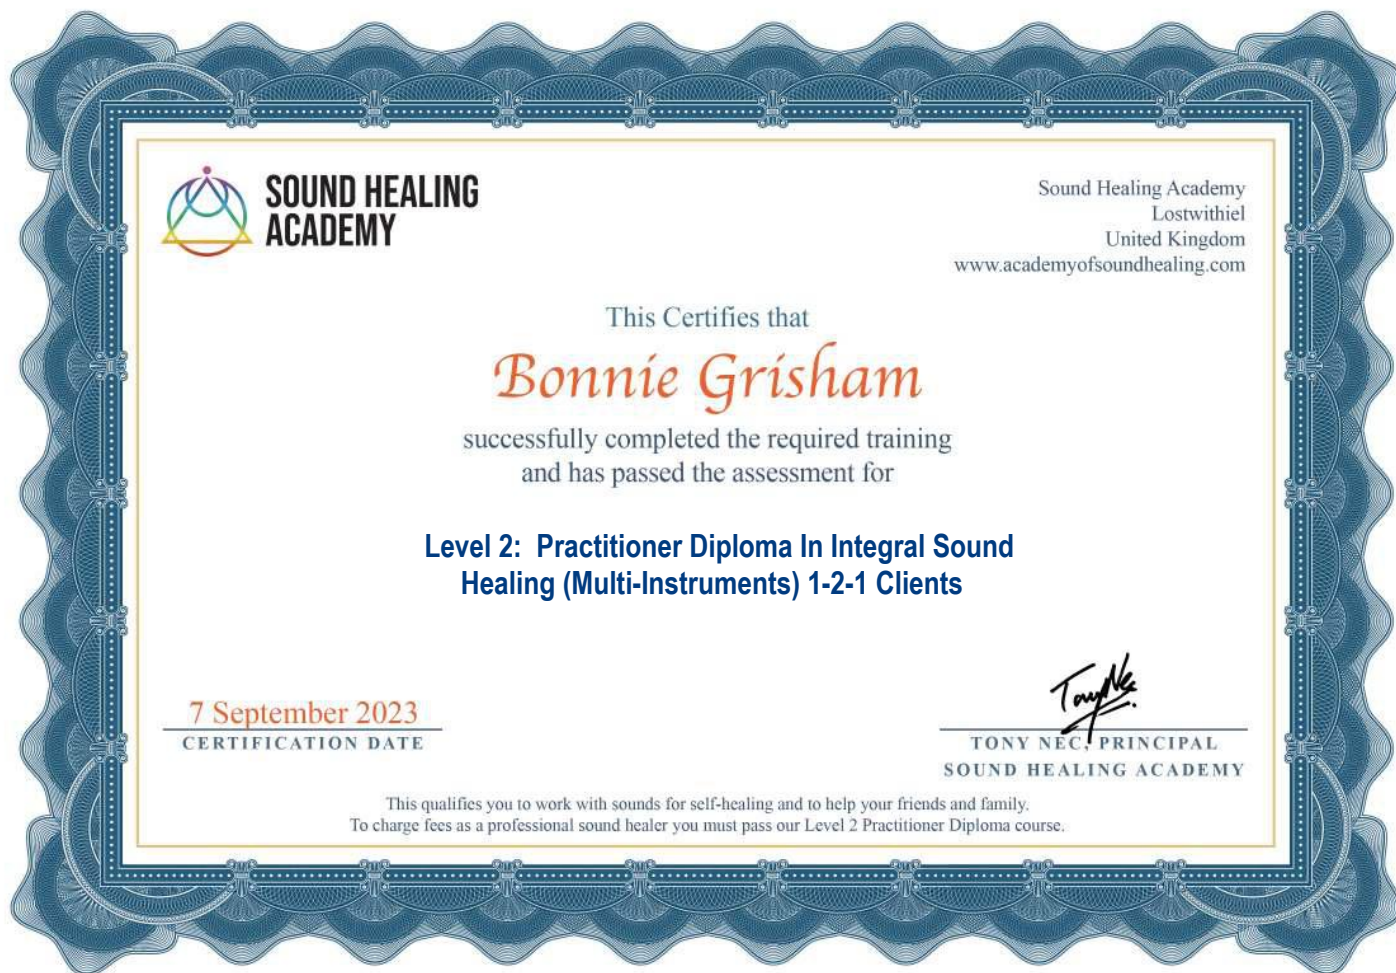 SOUND HEALING
ACADEMY
Sound Healing Academy
Lostwithiel
United Kingdom
www.academyofsoundhealing.com
This Certifies that
Bonnie Grisham
successfully completed the required training
and has passed the assessment for
Level 2: Practitioner Diploma In Integral Sound
Healing (Multi-Instruments) 1-2-1 Clients
7 September 2023
CERTIFICATION DATE
Tony Nec
TONY NEC, PRINCIPAL
SOUND HEALING ACADEMY
This qualifies you to work with sounds for self-healing and to help your friends and family.
To charge fees as a professional sound healer you must pass our Level 2 Practitioner Diploma course.